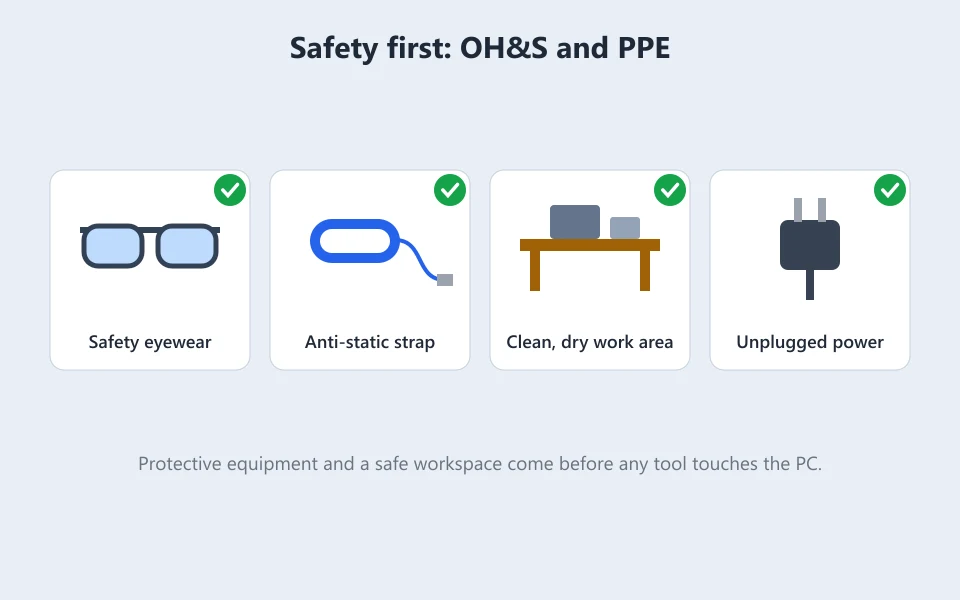 Safety first: OH&S and PPE
Safety eyewear
Anti-static strap
Clean, dry work area
Unplugged power
Protective equipment and a safe workspace come before any tool touches the PC.